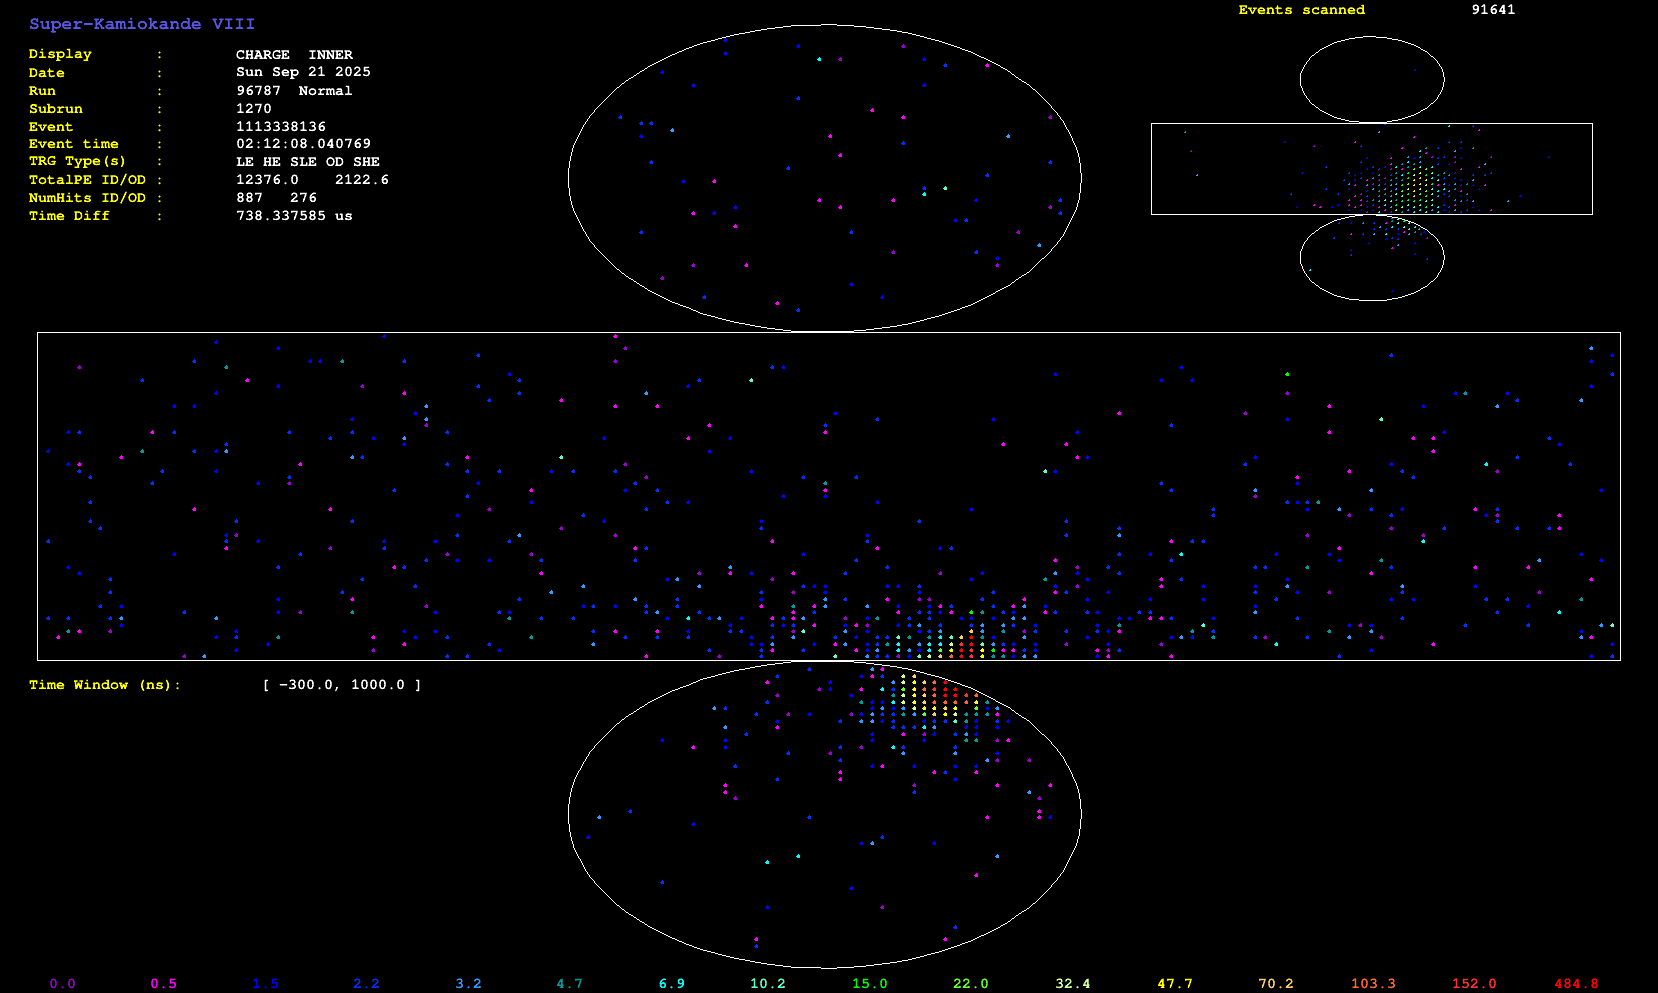 Super-Kamiokande VIII
Events scanned 91641
Display : CHARGE INNER
Date : Sun Sep 21 2025
Run : 96787 Normal
Subrun : 1270
Event : 1113338136
Event time : 02:12:08.040769
TRG Type(s) : LE HE SLE OD SHE
TotalPE ID/OD : 12376.0 2122.6
NumHits ID/OD : 887 276
Time Diff : 738.337585 us
Time Window (ns): [ -300.0, 1000.0 ]
0.0 0.5 1.5 2.2 3.2 4.7 6.9 10.2 15.0 22.0 32.4 47.7 70.2 103.3 152.0 484.8